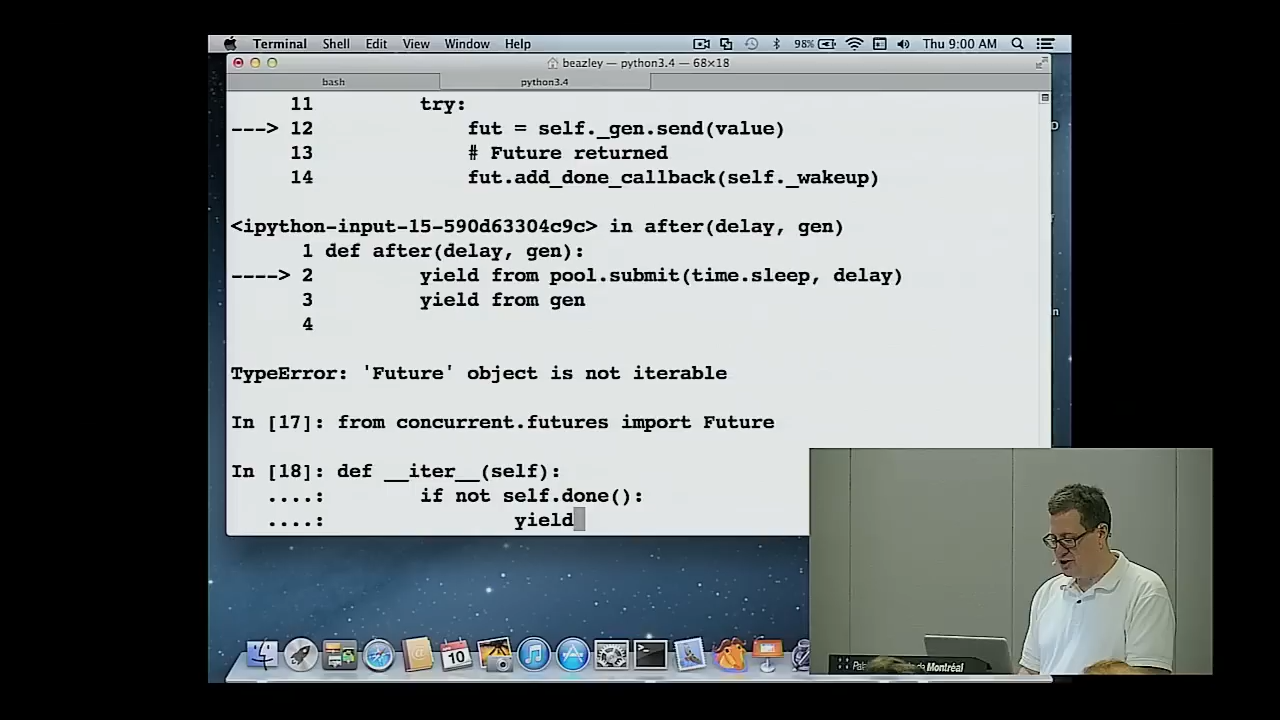 Terminal Shell Edit View Window Help 98% Thu 9:00 AM
beazley — python3.4 — 68×18
bash python3.4
11 try:
---> 12 fut = self._gen.send(value)
13 # Future returned
14 fut.add_done_callback(self._wakeup)
<ipython-input-15-590d63304c9c> in after(delay, gen)
1 def after(delay, gen):
----> 2 yield from pool.submit(time.sleep, delay)
3 yield from gen
4
TypeError: 'Future' object is not iterable
In [17]: from concurrent.futures import Future
In [18]: def __iter__(self):
....: if not self.done():
....: yield
10
de Montréal